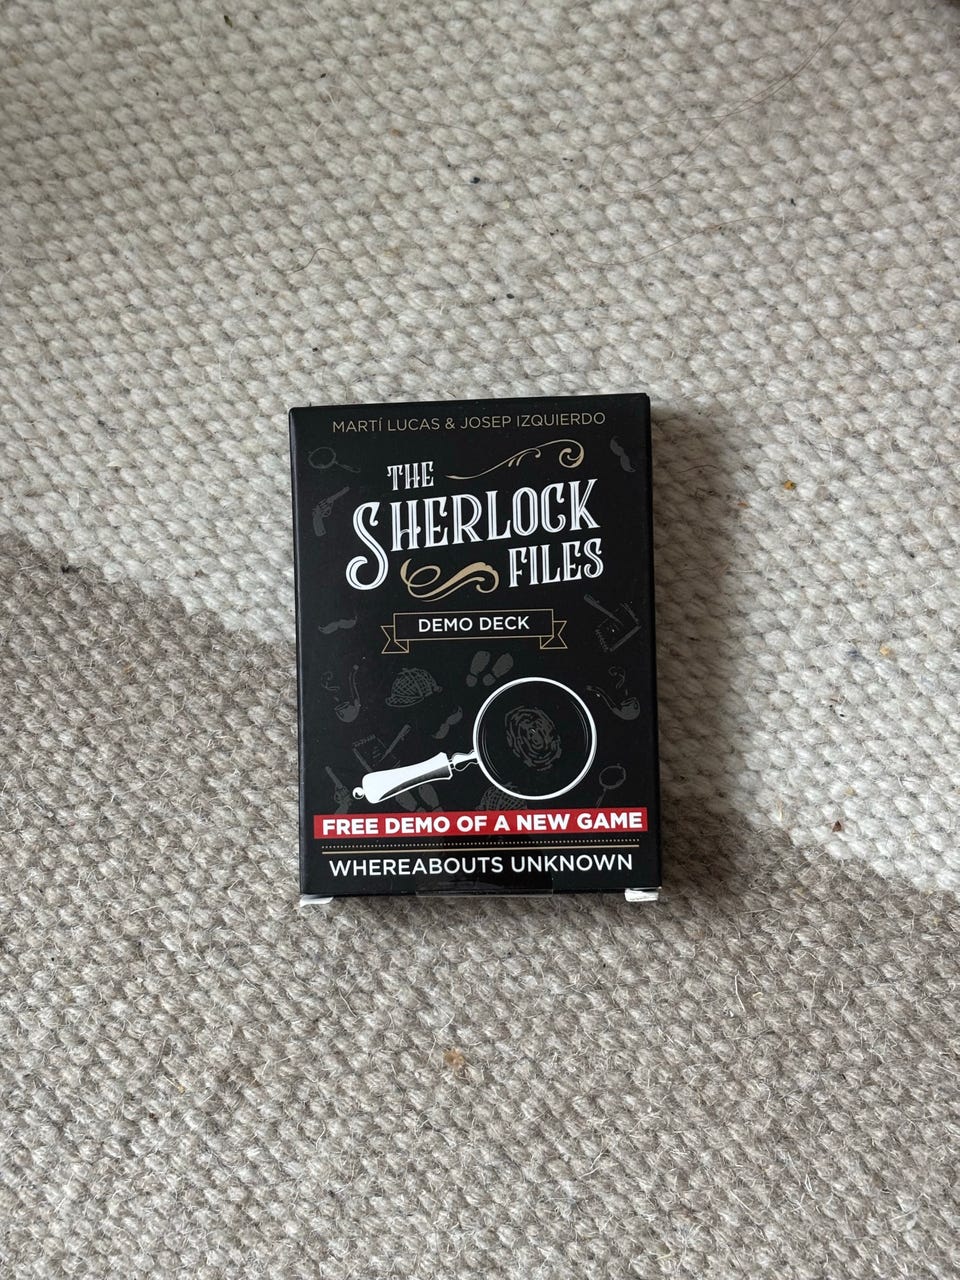 MARTÍ LUCAS & JOSEP IZQUIERDO
THE
SHERLOCK
FILES
DEMO DECK
FREE DEMO OF A NEW GAME
WHEREABOUTS UNKNOWN